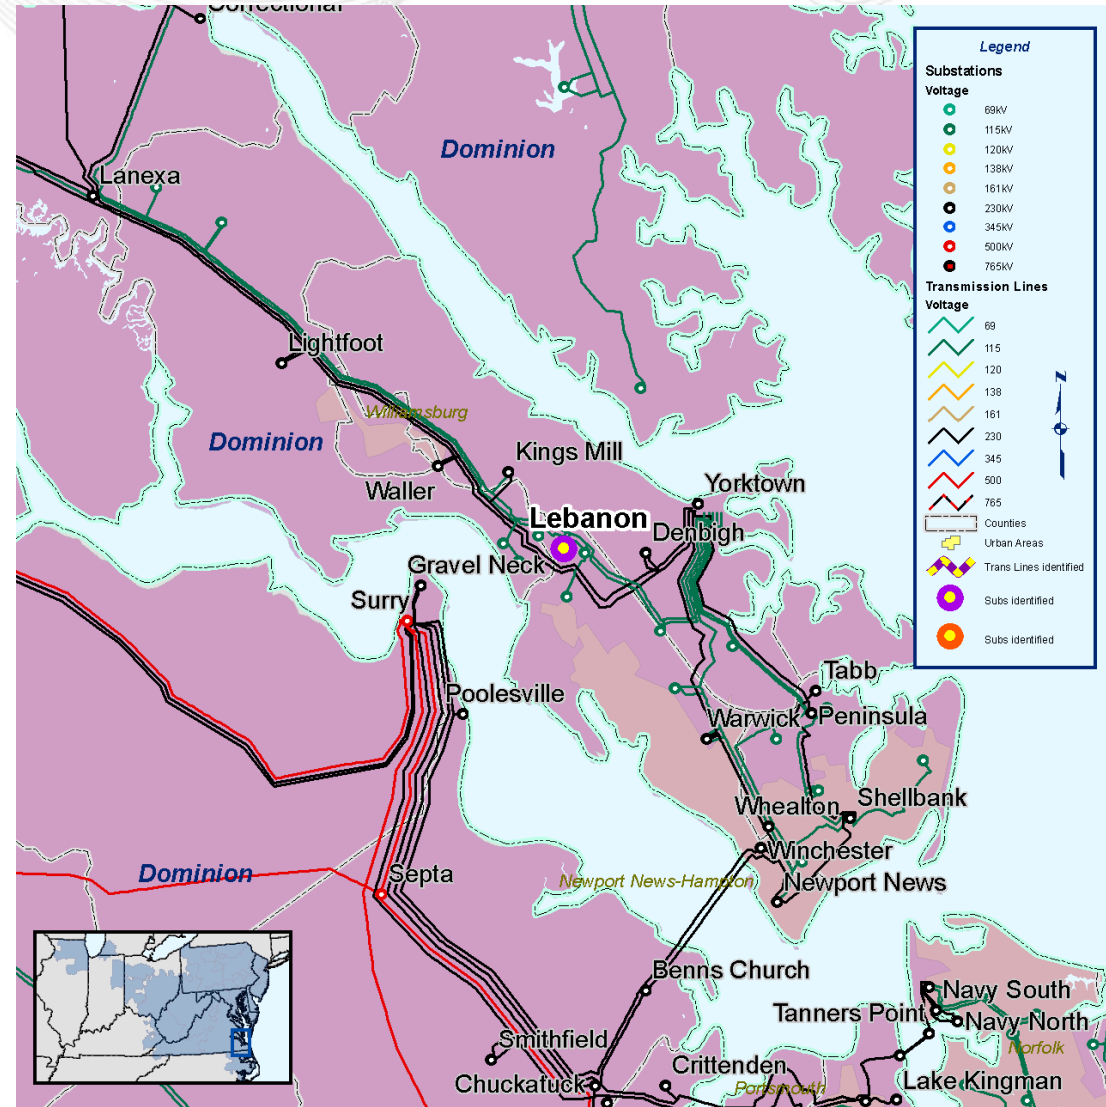 Correctional
Legend
Substations
Voltage
69kV
115kV
120kV
138kV
161kV
230kV
345kV
500kV
765kV
Transmission Lines
Voltage
69
115
120
138
161
230
345
500
765
Counties
Urban Areas
Trans Lines identified
Subs identified
Subs identified
Dominion
Lanexa
Lightfoot
Williamsburg
Dominion
Kings Mill
Waller
Yorktown
Lebanon
Denbigh
Gravel Neck
Surry
Tabb
Poolesville
Warwick
Peninsula
Whealton
Shellbank
Winchester
Dominion
Septa
Newport News-Hampton
Newport News
Benns Church
Navy South
Tanners Point
Navy North
Smithfield
Norfolk
Crittenden
Chuckatuck
Portsmouth
Lake Kingman